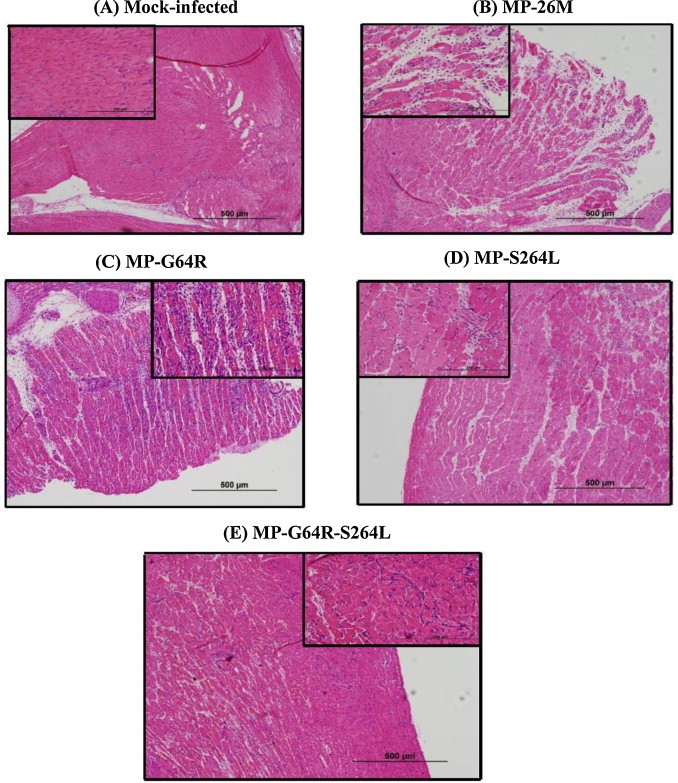 (A) Mock-infected
(B) MP-26M
500 µm
500 µm
(C) MP-G64R
(D) MP-S264L
500 µm
500 µm
(E) MP-G64R-S264L
500 µm